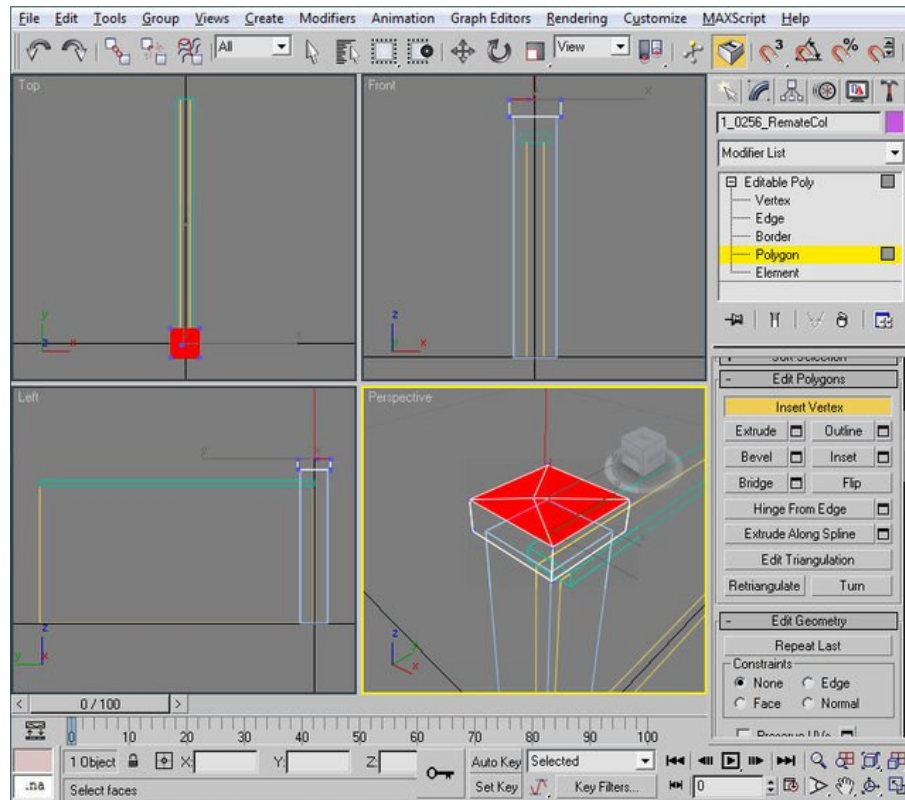 File Edit Tools Group Views Create Modifiers Animation Graph Editors Rendering Customize MAXScript Help
All
View
3
%
Top
Front
x
y
z
x
x
z
y
x
1_0256_RemateCol
Modifier List
Editable Poly
Vertex
Edge
Border
Polygon
Element
Left
Perspective
y
z
y
x
z
x
Edit Polygons
Insert Vertex
Extrude Outline
Bevel Inset
Bridge Flip
Hinge From Edge
Extrude Along Spline
Edit Triangulation
Retriangulate Turn
Edit Geometry
Repeat Last
Constraints
None Edge
Face Normal
Preserve UVs
0 / 100
0 10 20 30 40 50 60 70 80 90 100
1 Object X: Y: Z: Auto Key Selected
.na Select faces Set Key Key Filters... 0